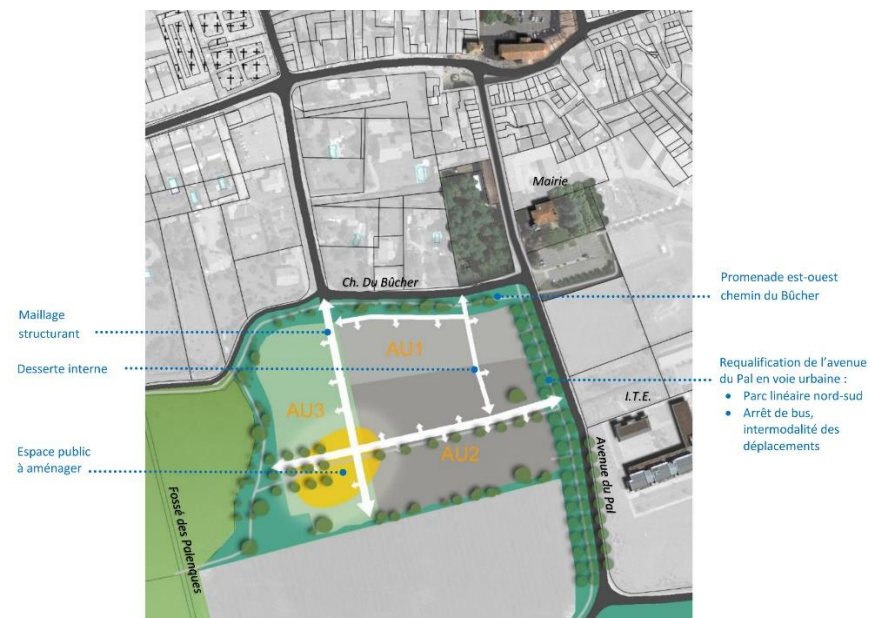 Mairie
Ch. Du Bûcher
Promenade est-ouest
chemin du Bûcher
Maillage
structurant
AU1
Desserte interne
Requalification de l'avenue
du Pal en voie urbaine :
• Parc linéaire nord-sud
• Arrêt de bus,
intermodalité des
déplacements
I.T.E.
AU3
Espace public
à aménager
AU2
Avenue du Pal
Fossé des Palenques